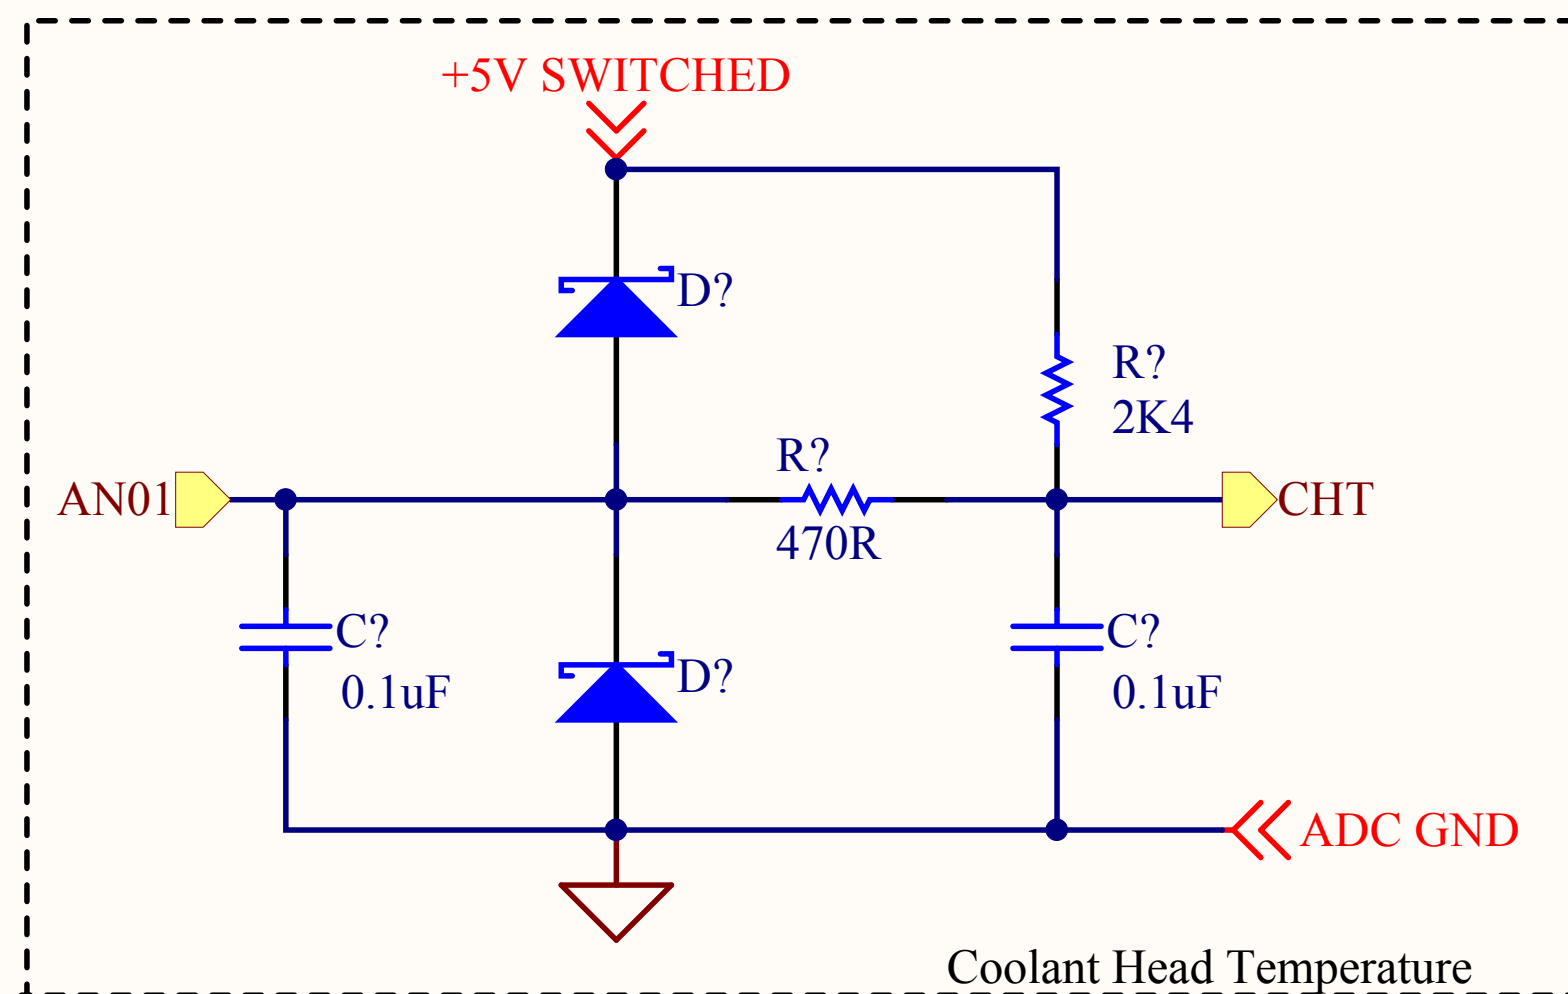 +5V SWITCHED
D?
R?
2K4
R?
AN01
CHT
470R
C?
0.1uF
D?
C?
0.1uF
ADC GND
Coolant Head Temperature